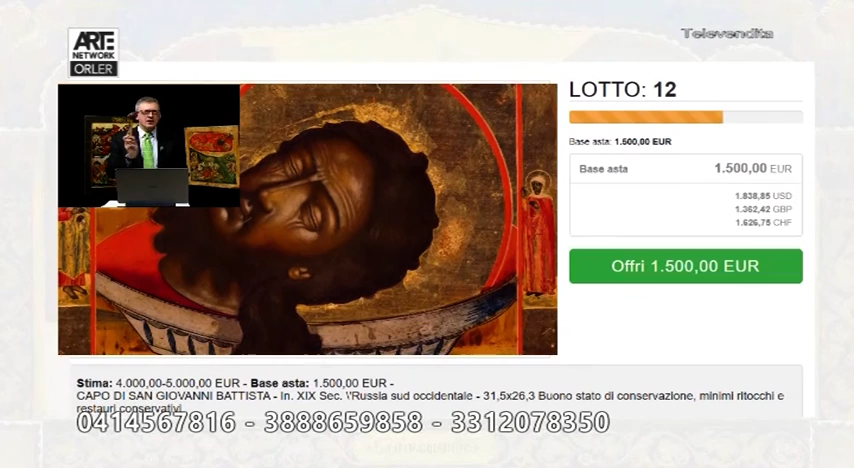 ARTE
NETWORK
ORLER
Televendita
LOTTO: 12
Base asta: 1.500,00 EUR
Base asta 1.500,00 EUR
1.838,85 USD
1.362,42 GBP
1.626,75 CHF
Offri 1.500,00 EUR
Stima: 4.000,00-5.000,00 EUR - Base asta: 1.500,00 EUR -
CAPO DI SAN GIOVANNI BATTISTA - In. XIX Sec. \"Russia sud occidentale - 31,5x26,3 Buono stato di conservazione, minimi ritocchi e
restauri conservativi
0414567816 - 3888659858 - 3312078350